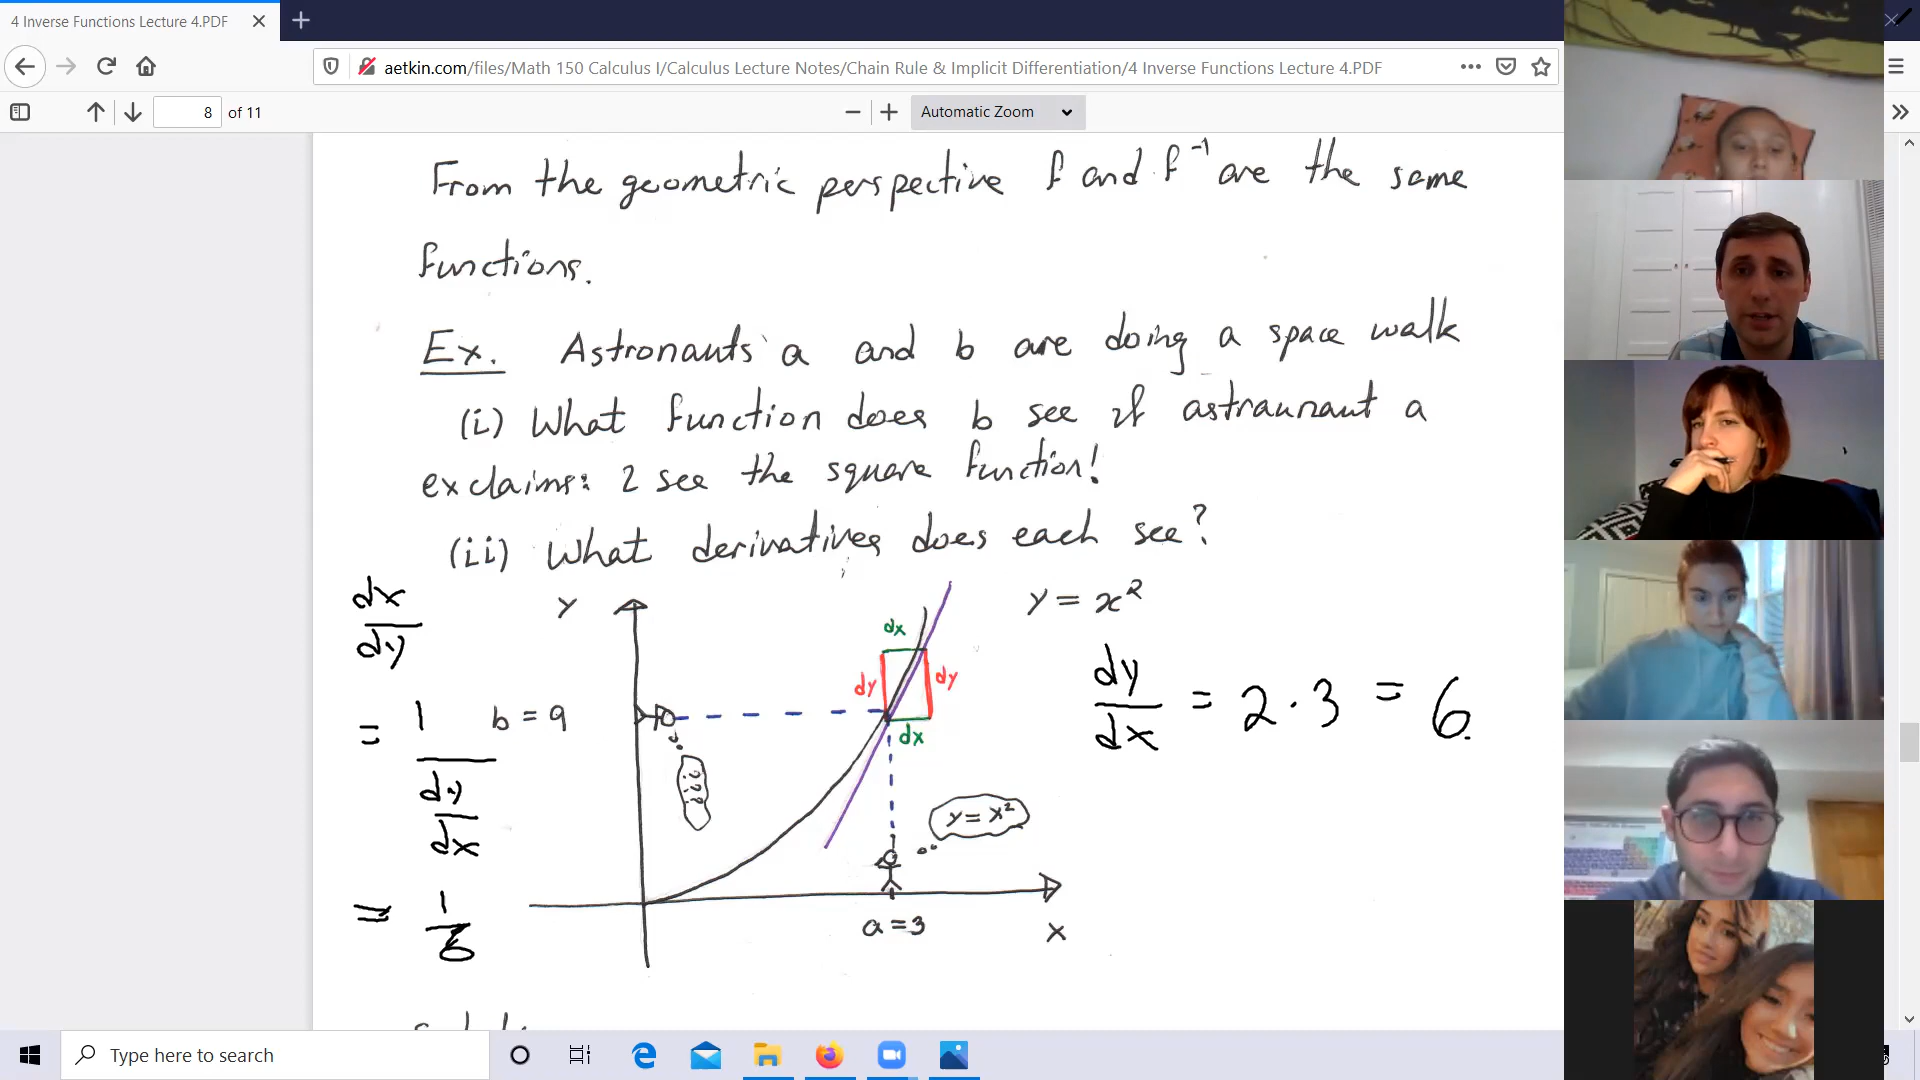 4 Inverse Functions Lecture 4.PDF
aetkin.com/files/Math 150 Calculus I/Calculus Lecture Notes/Chain Rule & Implicit Differentiation/4 Inverse Functions Lecture 4.PDF
8 of 11
Automatic Zoom
From the geometric perspective f and f⁻¹ are the same
functions.
Ex. Astronauts a and b are doing a space walk
(i) What function does b see if astraunant a
exclaims: I see the square function!
(ii) What derivatives does each see?
y = x²
dx/dy
= 1/(dy/dx)
= 1/6
Y
b = 9
???
dx
dy
dy
dx
y = x²
a = 3
x
dy/dx = 2 · 3 = 6.
Type here to search